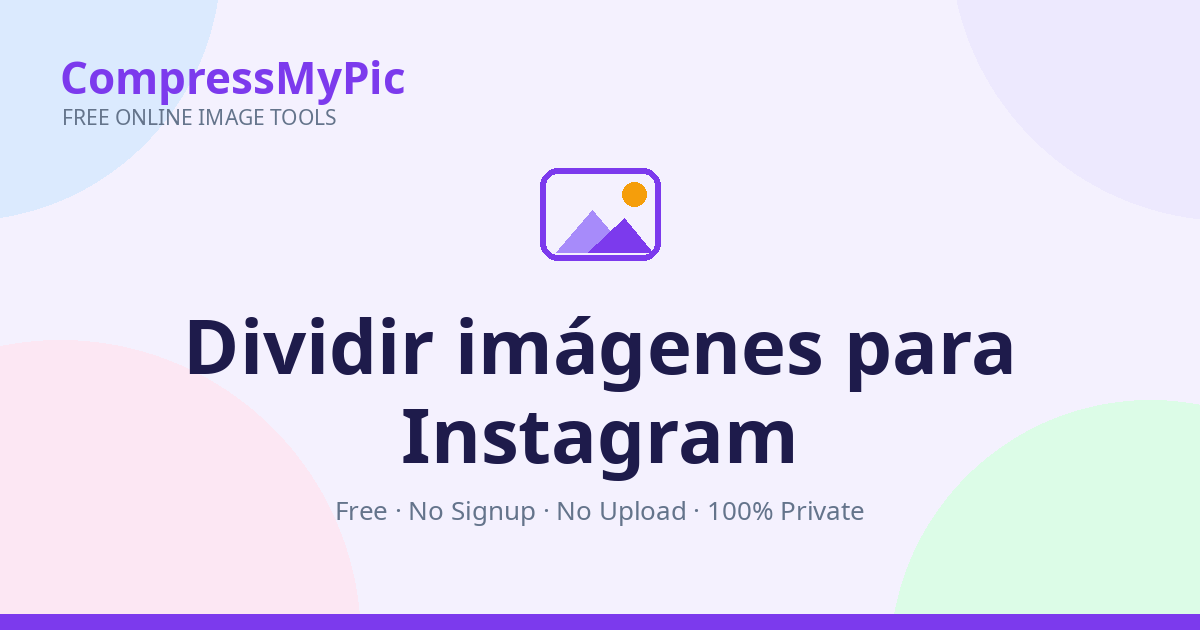 CompressMyPic
FREE ONLINE IMAGE TOOLS
Dividir imágenes para
Instagram
Free · No Signup · No Upload · 100% Private